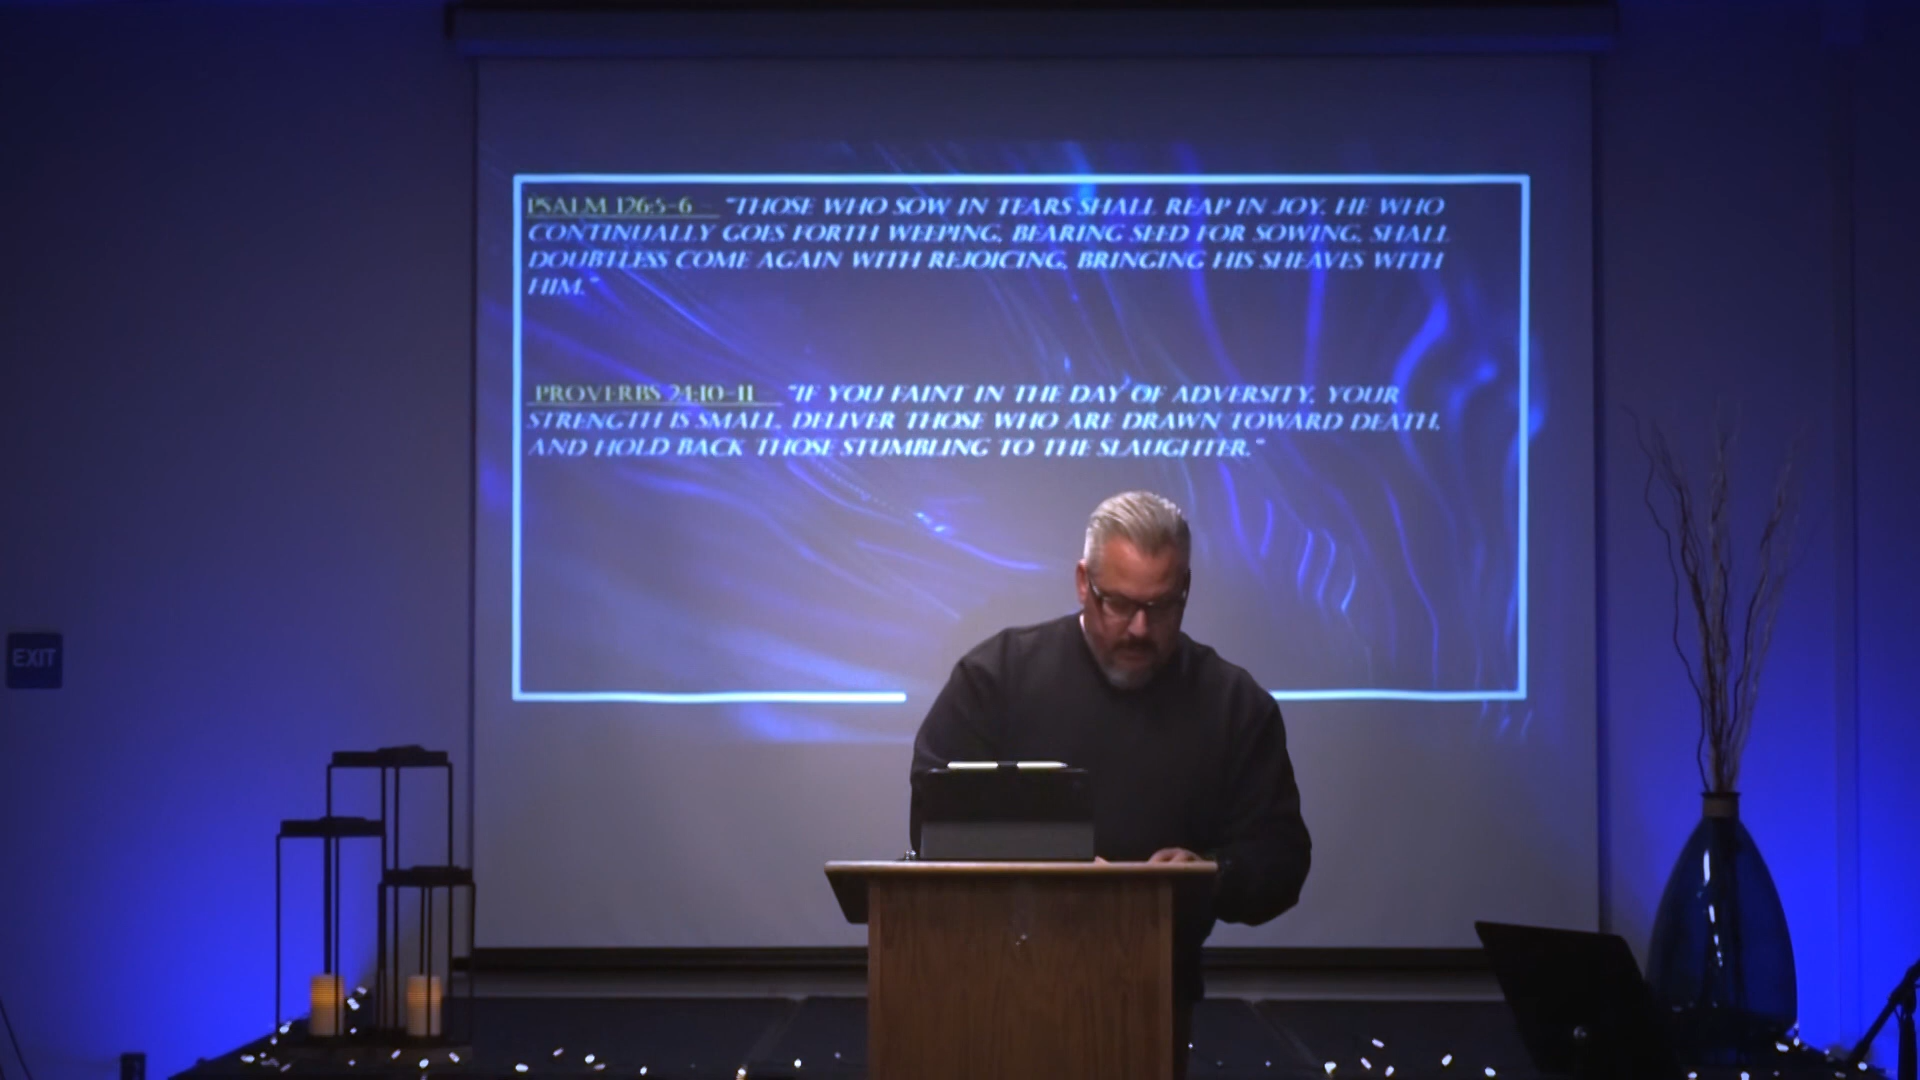 PSALM 126:5-6 - "THOSE WHO SOW IN TEARS SHALL REAP IN JOY. HE WHO
CONTINUALLY GOES FORTH WEEPING, BEARING SEED FOR SOWING, SHALL
DOUBTLESS COME AGAIN WITH REJOICING, BRINGING HIS SHEAVES WITH
HIM."
PROVERBS 24:10-11 - "IF YOU FAINT IN THE DAY OF ADVERSITY, YOUR
STRENGTH IS SMALL. DELIVER THOSE WHO ARE DRAWN TOWARD DEATH,
AND HOLD BACK THOSE STUMBLING TO THE SLAUGHTER."
EXIT